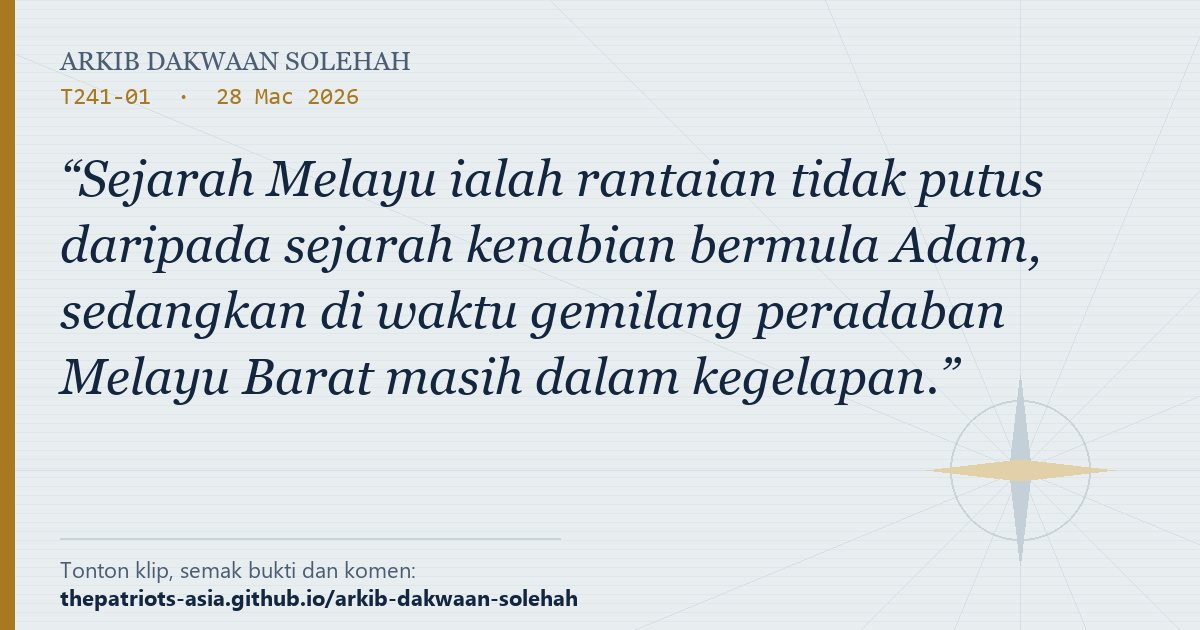 ARKIB DAKWAAN SOLEHAH
T241-01 · 28 Mac 2026
“Sejarah Melayu ialah rantaian tidak putus
daripada sejarah kenabian bermula Adam,
sedangkan di waktu gemilang peradaban
Melayu Barat masih dalam kegelapan.”
Tonton klip, semak bukti dan komen:
thepatriots-asia.github.io/arkib-dakwaan-solehah